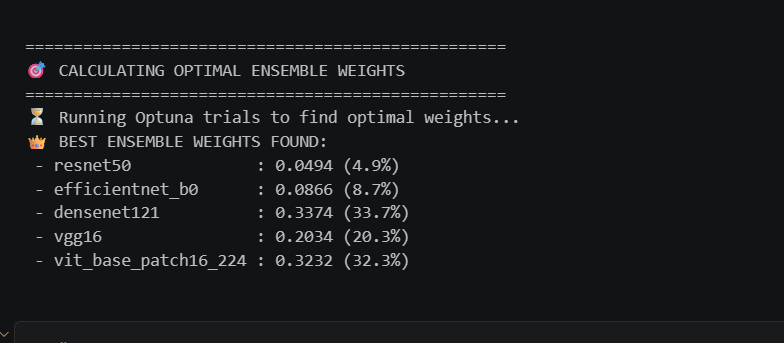 ==================================================
🎯 CALCULATING OPTIMAL ENSEMBLE WEIGHTS
==================================================
⏳ Running Optuna trials to find optimal weights...
👑 BEST ENSEMBLE WEIGHTS FOUND:
- resnet50             : 0.0494 (4.9%)
- efficientnet_b0      : 0.0866 (8.7%)
- densenet121          : 0.3374 (33.7%)
- vgg16                : 0.2034 (20.3%)
- vit_base_patch16_224 : 0.3232 (32.3%)